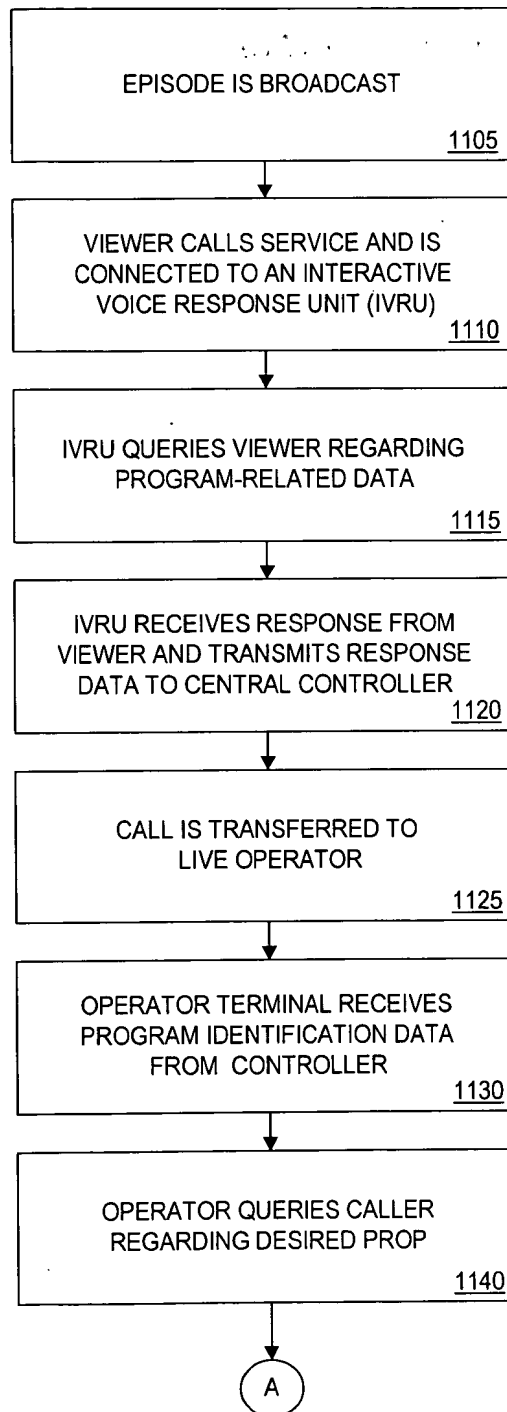 EPISODE IS BROADCAST
1105
VIEWER CALLS SERVICE AND IS
CONNECTED TO AN INTERACTIVE
VOICE RESPONSE UNIT (IVRU)
1110
IVRU QUERIES VIEWER REGARDING
PROGRAM-RELATED DATA
1115
IVRU RECEIVES RESPONSE FROM
VIEWER AND TRANSMITS RESPONSE
DATA TO CENTRAL CONTROLLER
1120
CALL IS TRANSFERRED TO
LIVE OPERATOR
1125
OPERATOR TERMINAL RECEIVES
PROGRAM IDENTIFICATION DATA
FROM CONTROLLER
1130
OPERATOR QUERIES CALLER
REGARDING DESIRED PROP
1140
A